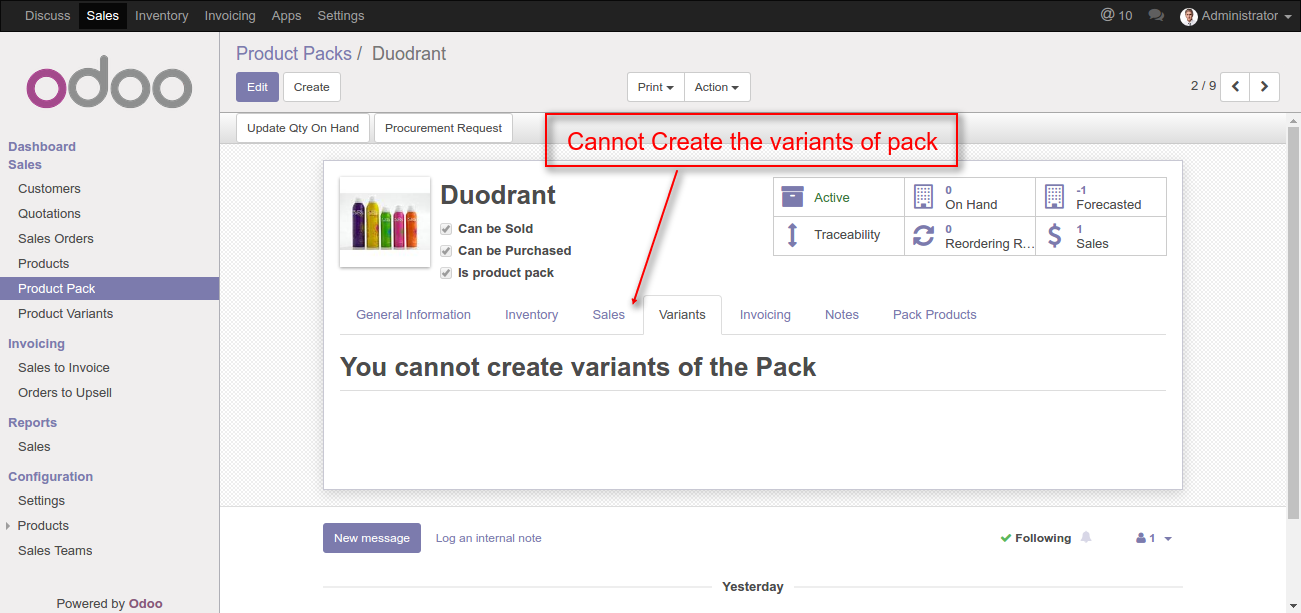 Discuss Sales Inventory Invoicing Apps Settings @ 10 Administrator
odoo
Product Packs / Duodrant
Edit Create Print Action 2 / 9
Update Qty On Hand Procurement Request
Cannot Create the variants of pack
Dashboard
Sales
Customers
Quotations
Sales Orders
Products
Product Pack
Product Variants
Invoicing
Sales to Invoice
Orders to Upsell
Reports
Sales
Configuration
Settings
Products
Sales Teams
Powered by Odoo
Duodrant
Can be Sold
Can be Purchased
Is product pack
Active
0
On Hand
-1
Forecasted
Traceability
0
Reordering R...
$ 1
Sales
General Information Inventory Sales Variants Invoicing Notes Pack Products
You cannot create variants of the Pack
New message Log an internal note Following 1
Yesterday